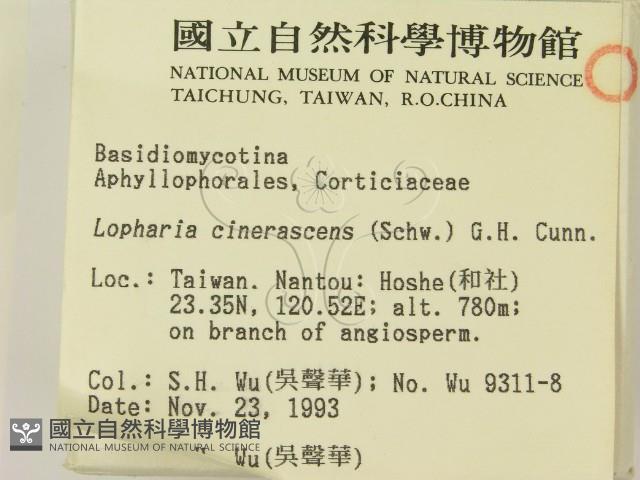 國立自然科學博物館
NATIONAL MUSEUM OF NATURAL SCIENCE
TAICHUNG, TAIWAN, R.O.CHINA
Basidiomycotina
Aphyllophorales, Corticiaceae
Lopharia cinerascens (Schw.) G.H. Cunn.
Loc.: Taiwan. Nantou: Hoshe(和社)
23.35N, 120.52E; alt. 780m;
on branch of angiosperm.
Col.: S.H. Wu(吳聲華); No. Wu 9311-8
Date: Nov. 23, 1993
國立自然科學博物館
NATIONAL MUSEUM OF NATURAL SCIENCE
Wu(吳聲華)